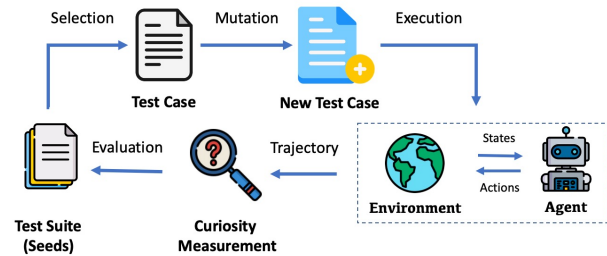 Selection
Mutation
Execution
Test Case
New Test Case
Evaluation
Trajectory
States
Actions
Environment
Agent
Test Suite
(Seeds)
Curiosity
Measurement